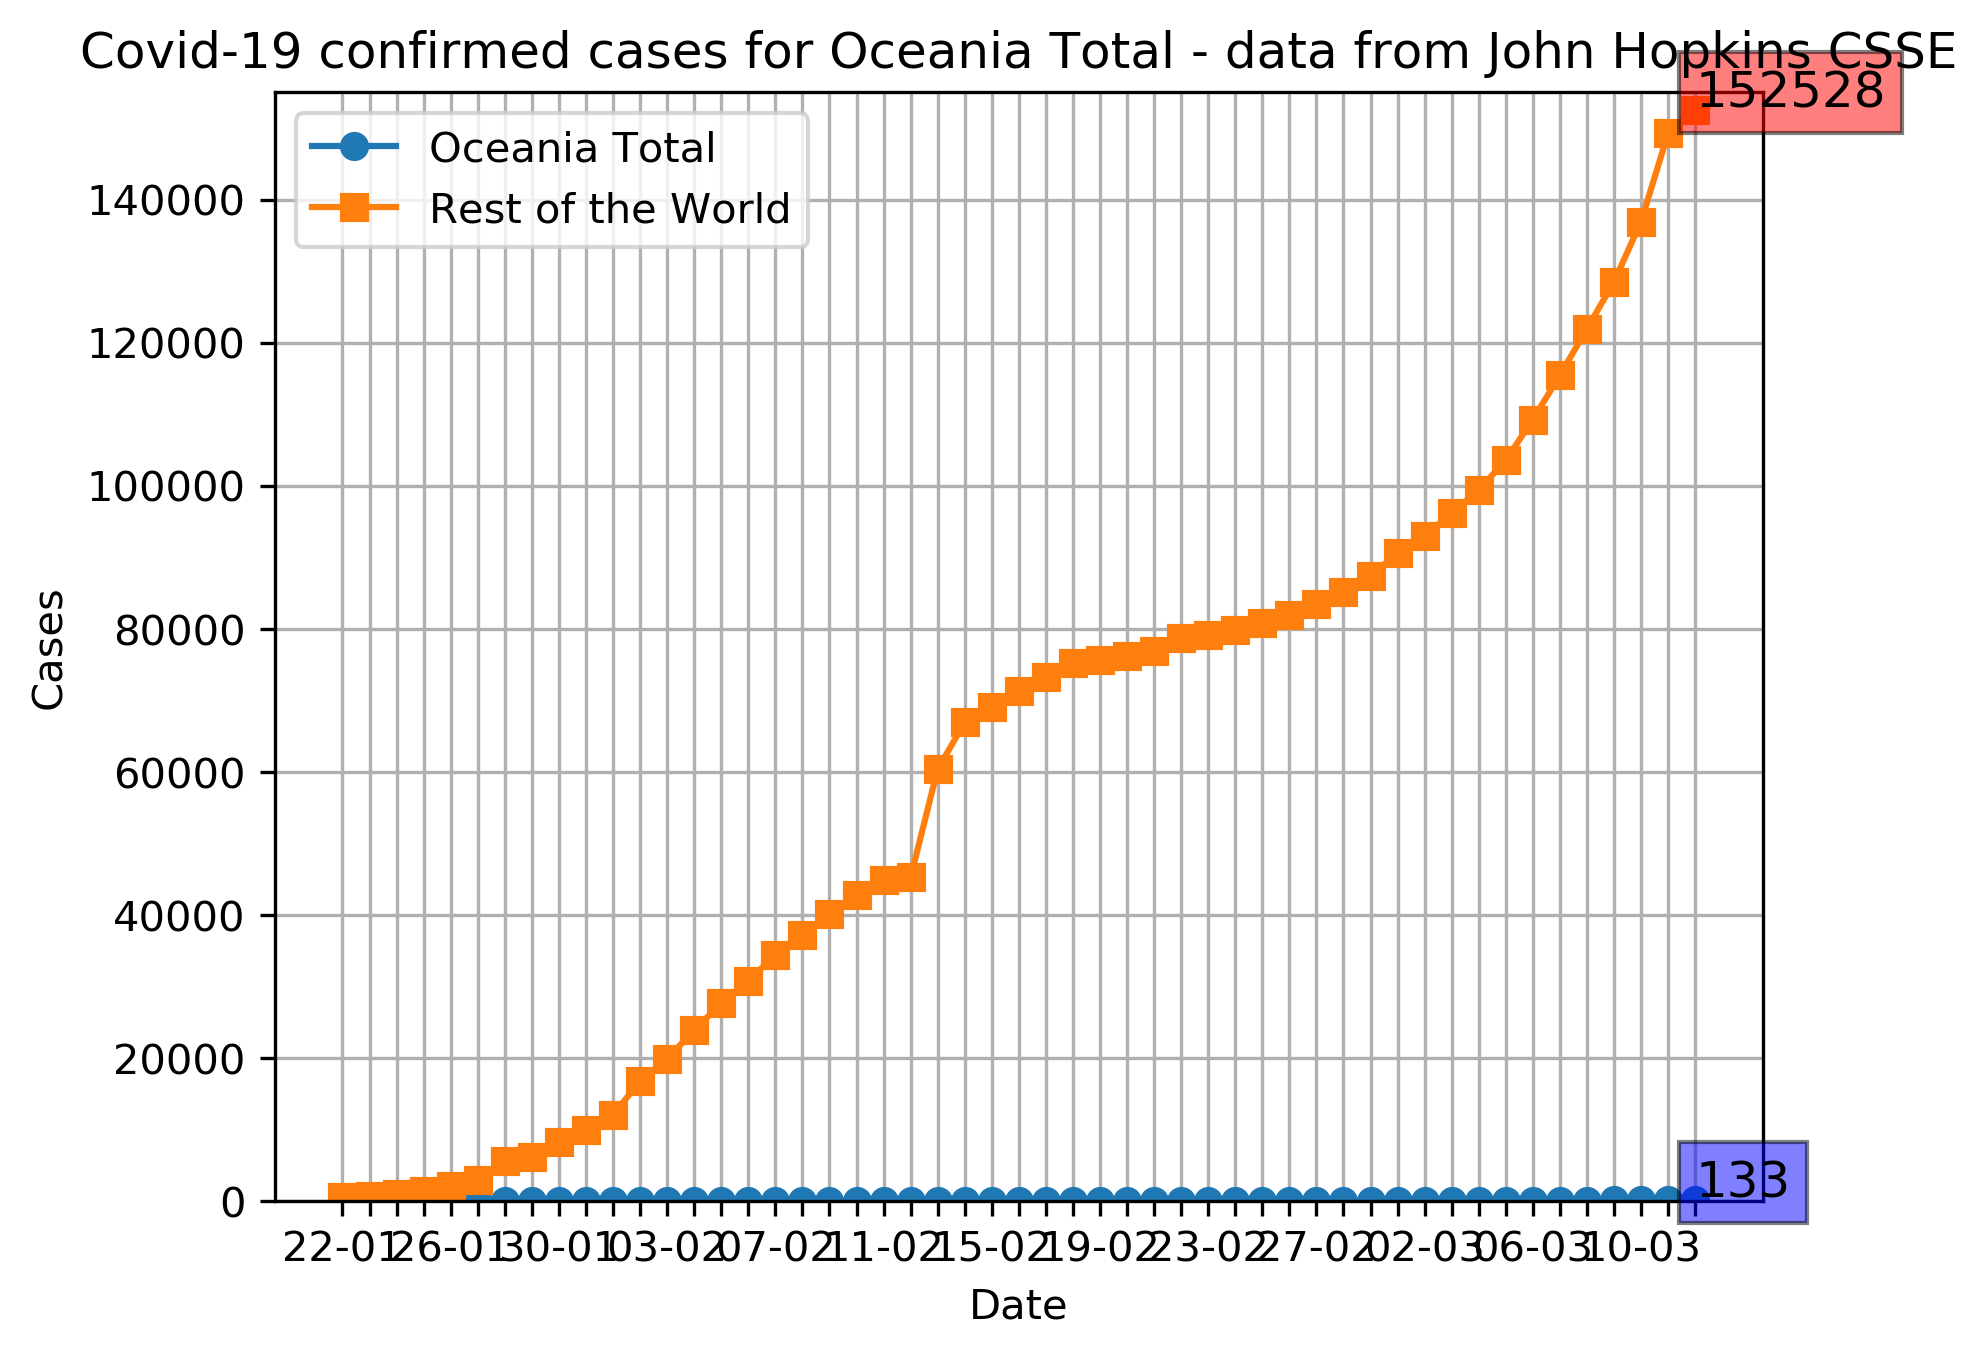 Covid-19 confirmed cases for Oceania Total - data from John Hopkins CSSE
152528
Oceania Total
Rest of the World
140000
120000
100000
80000
60000
40000
20000
0
Cases
133
22-01 26-01 30-01 03-02 07-02 11-02 15-02 19-02 23-02 27-02 02-03 06-03 10-03
Date